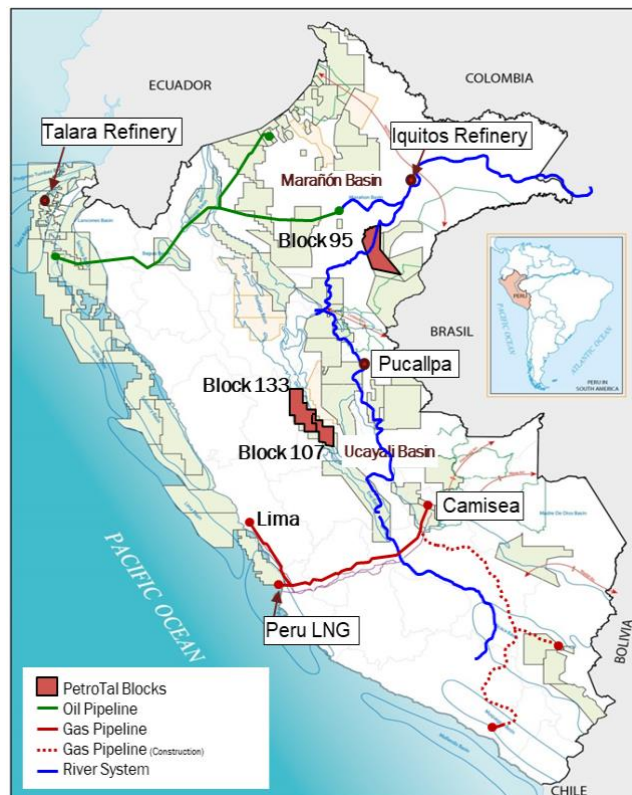 ECUADOR
COLOMBIA
Talara Refinery
Iquitos Refinery
Marañón Basin
Block 95
BRASIL
PERU
PACIFIC OCEAN
ATLANTIC OCEAN
PERU IN
SOUTH AMERICA
Pucallpa
Block 133
Block 107
Ucayali Basin
Camisea
Lima
PACIFIC OCEAN
Peru LNG
BOLIVIA
CHILE
PetroTal Blocks
Oil Pipeline
Gas Pipeline
Gas Pipeline (Construction)
River System